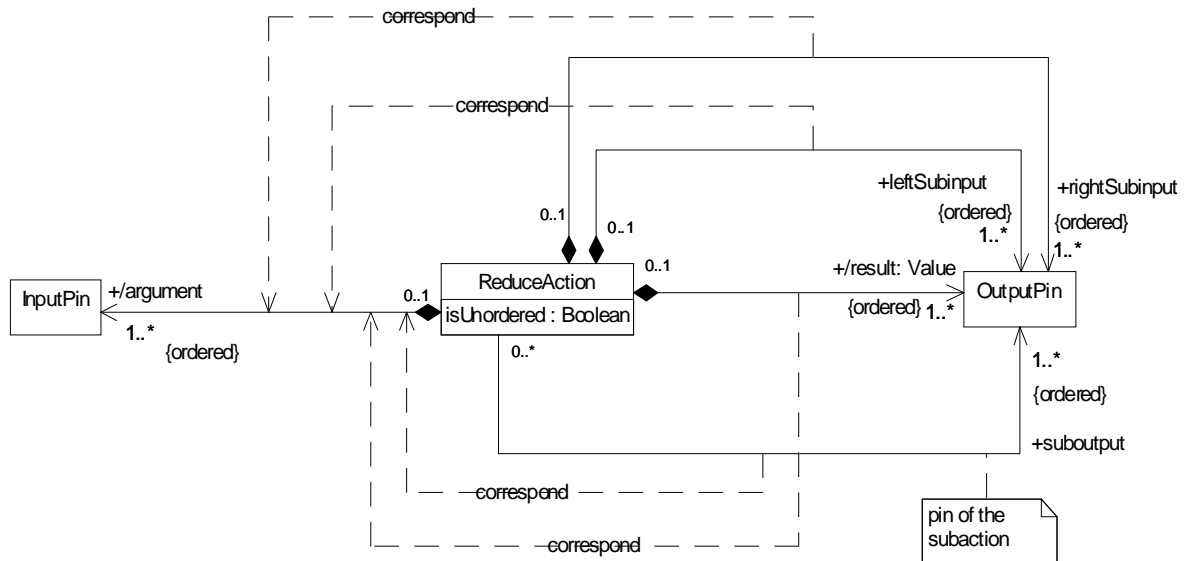 correspond
correspond
+leftSubinput
+rightSubinput
{ordered}
{ordered}
0..1
0..1
1..*
1..*
InputPin
+/argument
0..1
ReduceAction
0..1
+/result: Value
OutputPin
1..*
{ordered}
isUnordered : Boolean
{ordered}
1..*
0..*
1..*
{ordered}
+suboutput
correspond
correspond
pin of the
subaction